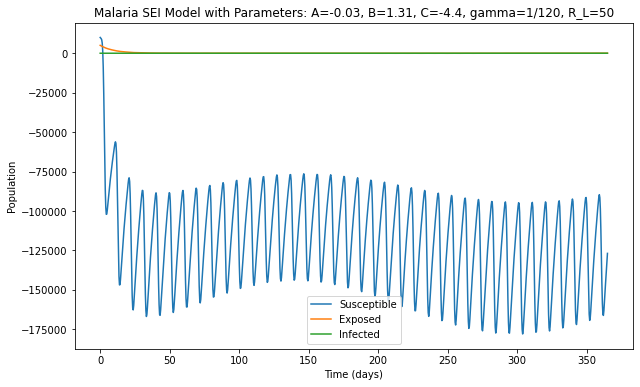 Malaria SEI Model with Parameters: A=-0.03, B=1.31, C=-4.4, gamma=1/120, R_L=50
Population
0
−25000
−50000
−75000
−100000
−125000
−150000
−175000
Susceptible
Exposed
Infected
0 50 100 150 200 250 300 350
Time (days)